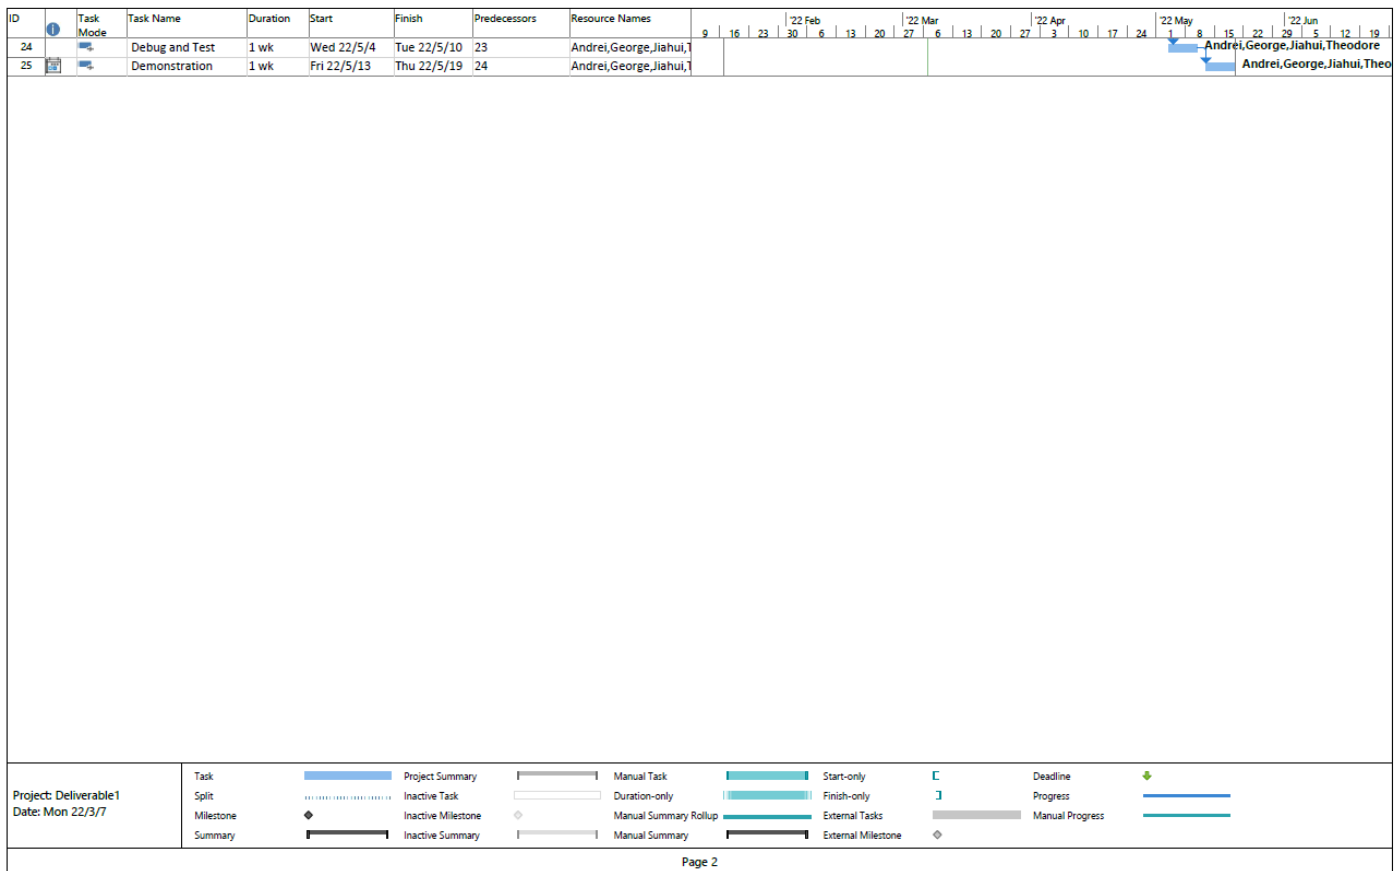 ID Task Mode Task Name Duration Start Finish Predecessors Resource Names '22 Feb '22 Mar '22 Apr '22 May '22 Jun
9 16 23 30 6 13 20 27 6 13 20 27 3 10 17 24 1 8 15 22 29 5 12 19
24 Debug and Test 1 wk Wed 22/5/4 Tue 22/5/10 23 Andrei,George,Jiahui,T Andrei,George,Jiahui,Theodore
25 Demonstration 1 wk Fri 22/5/13 Thu 22/5/19 24 Andrei,George,Jiahui,T Andrei,George,Jiahui,Theo
Project: Deliverable1
Date: Mon 22/3/7
Task Project Summary Manual Task Start-only Deadline
Split Inactive Task Duration-only Finish-only Progress
Milestone Inactive Milestone Manual Summary Rollup External Tasks Manual Progress
Summary Inactive Summary Manual Summary External Milestone
Page 2